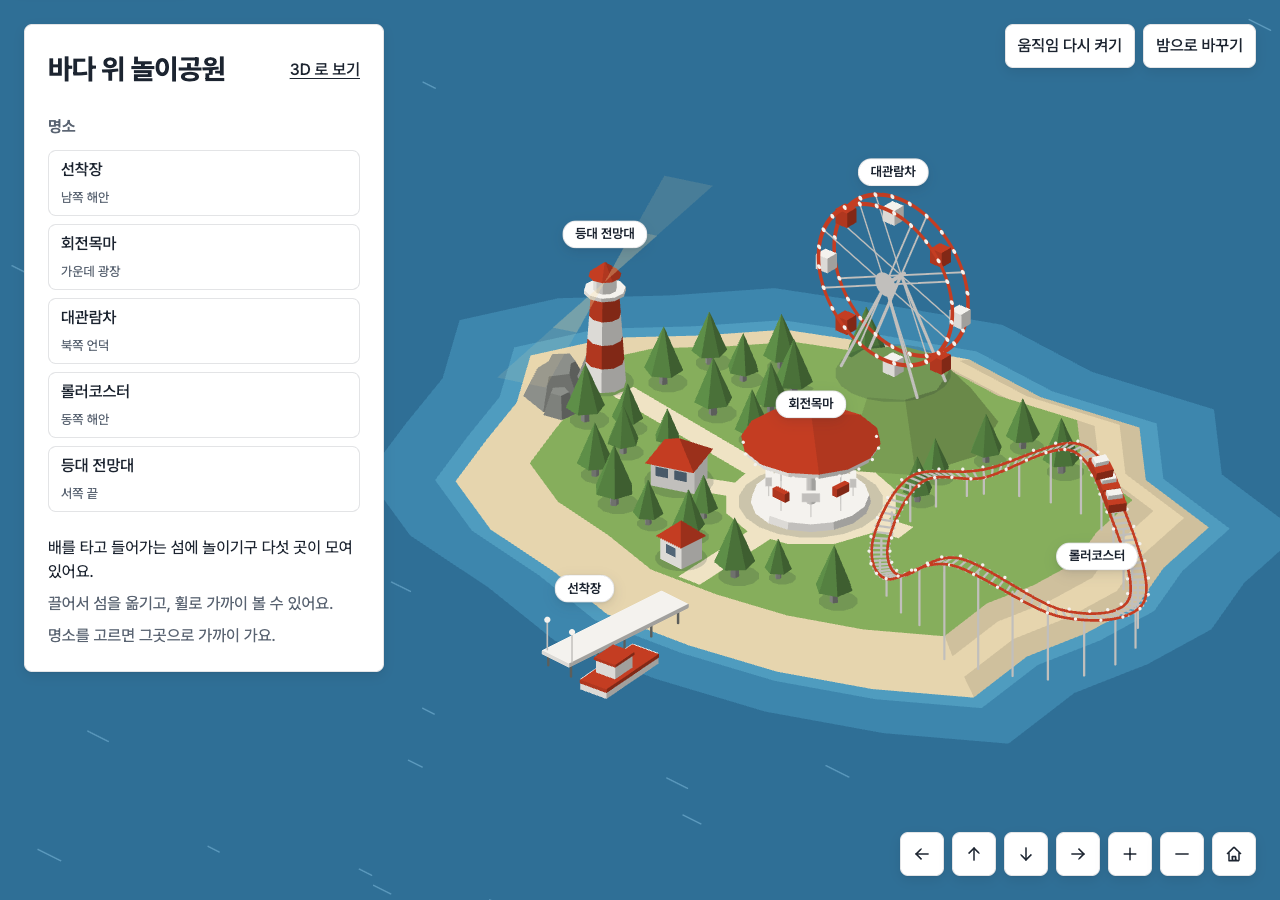 바다 위 놀이공원
3D 로 보기
명소
선착장
남쪽 해안
회전목마
가운데 광장
대관람차
북쪽 언덕
롤러코스터
동쪽 해안
등대 전망대
서쪽 끝
배를 타고 들어가는 섬에 놀이기구 다섯 곳이 모여
있어요.
끌어서 섬을 옮기고, 휠로 가까이 볼 수 있어요.
명소를 고르면 그곳으로 가까이 가요.
움직임 다시 켜기
밤으로 바꾸기
대관람차
등대 전망대
회전목마
롤러코스터
선착장